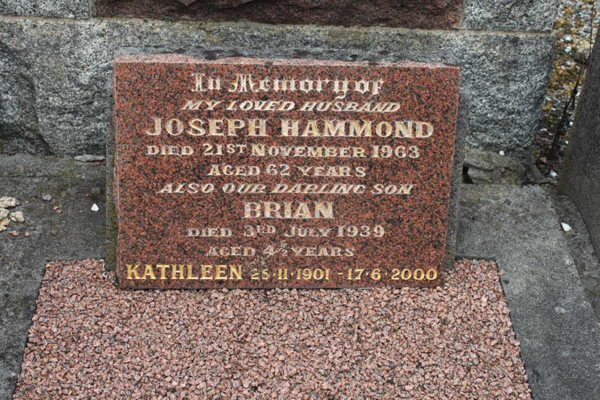 In Memory of
MY LOVED HUSBAND
JOSEPH HAMMOND
DIED 21ST NOVEMBER 1963
AGED 62 YEARS
ALSO OUR DARLING SON
BRIAN
DIED 3RD JULY 1939
AGED 4½ YEARS
KATHLEEN 25·11·1901 - 17·6·2000